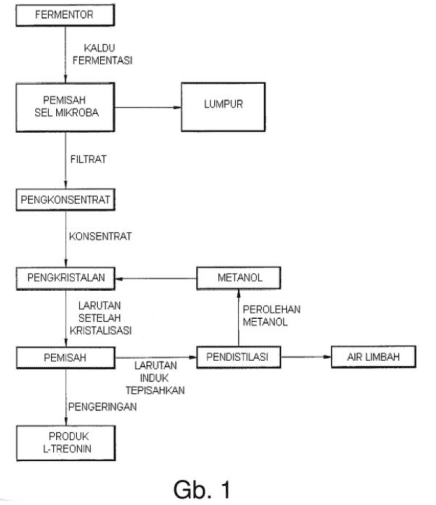 FERMENTOR
KALDU
FERMENTASI
PEMISAH
SEL MIKROBA
LUMPUR
FILTRAT
PENGKONSENTRAT
KONSENTRAT
PENGKRISTALAN
METANOL
LARUTAN
SETELAH
KRISTALISASI
PEROLEHAN
METANOL
PEMISAH
LARUTAN
INDUK
TEPISAHKAN
PENDISTILASI
AIR LIMBAH
PENGERINGAN
PRODUK
L-TREONIN
Gb. 1